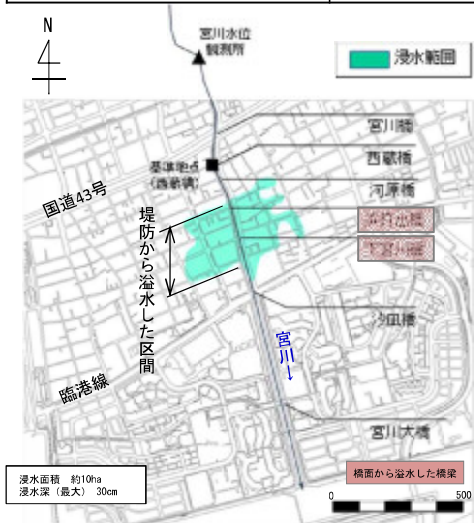 N
宮川水位
観測所
浸水範囲
宮川橋
基準地点
(西蔵橋)
西蔵橋
河原橋
国道43号
堤防から溢水した区間
汐凪橋
宮川↓
臨港線
宮川大橋
浸水面積 約10ha
浸水深(最大) 30cm
橋面から溢水した橋梁
0 500